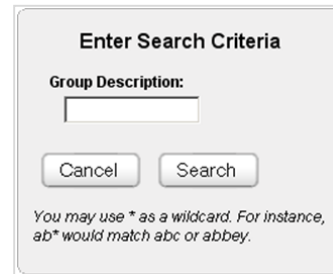 Enter Search Criteria
Group Description:
Cancel Search
You may use * as a wildcard. For instance,
ab* would match abc or abbey.